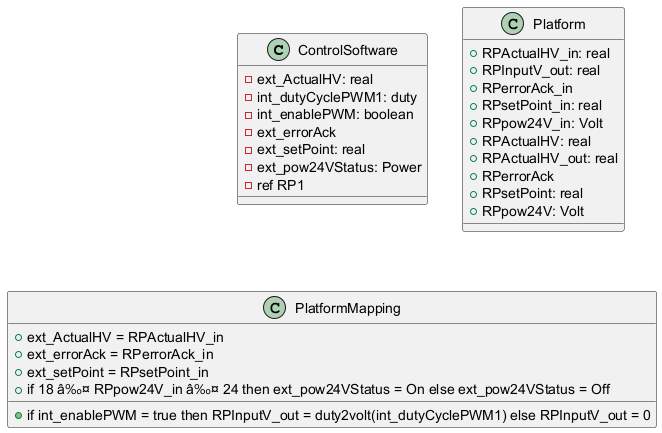 C ControlSoftware
ext_ActualHV: real
int_dutyCyclePWM1: duty
int_enablePWM: boolean
ext_errorAck
ext_setPoint: real
ext_pow24VStatus: Power
ref RP1
C Platform
RPActualHV_in: real
RPInputV_out: real
RPerrorAck_in
RPsetPoint_in: real
RPpow24V_in: Volt
RPActualHV: real
RPActualHV_out: real
RPerrorAck
RPsetPoint: real
RPpow24V: Volt
C PlatformMapping
ext_ActualHV = RPActualHV_in
ext_errorAck = RPerrorAck_in
ext_setPoint = RPsetPoint_in
if 18 â‰¤ RPpow24V_in â‰¤ 24 then ext_pow24VStatus = On else ext_pow24VStatus = Off
if int_enablePWM = true then RPInputV_out = duty2volt(int_dutyCyclePWM1) else RPInputV_out = 0